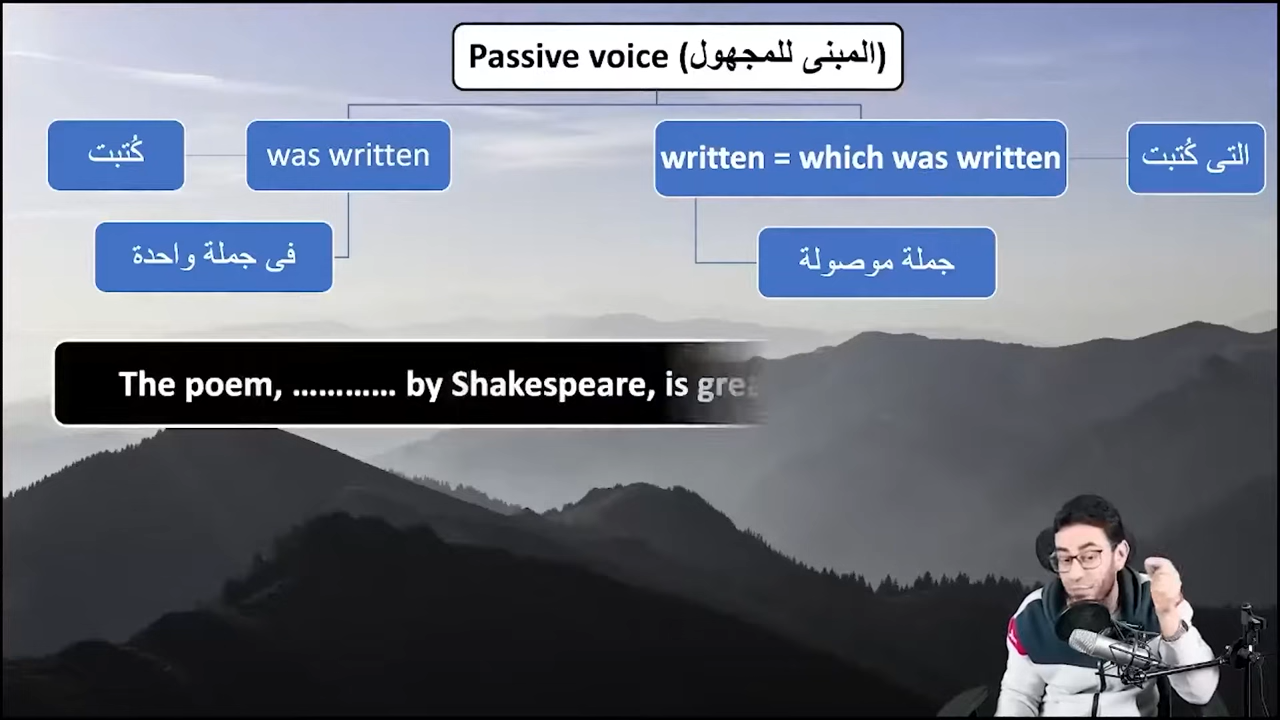 Passive voice (المبنى للمجهول)
كُتبت
was written
written = which was written
التى كُتبت
فى جملة واحدة
جملة موصولة
The poem, ………… by Shakespeare, is